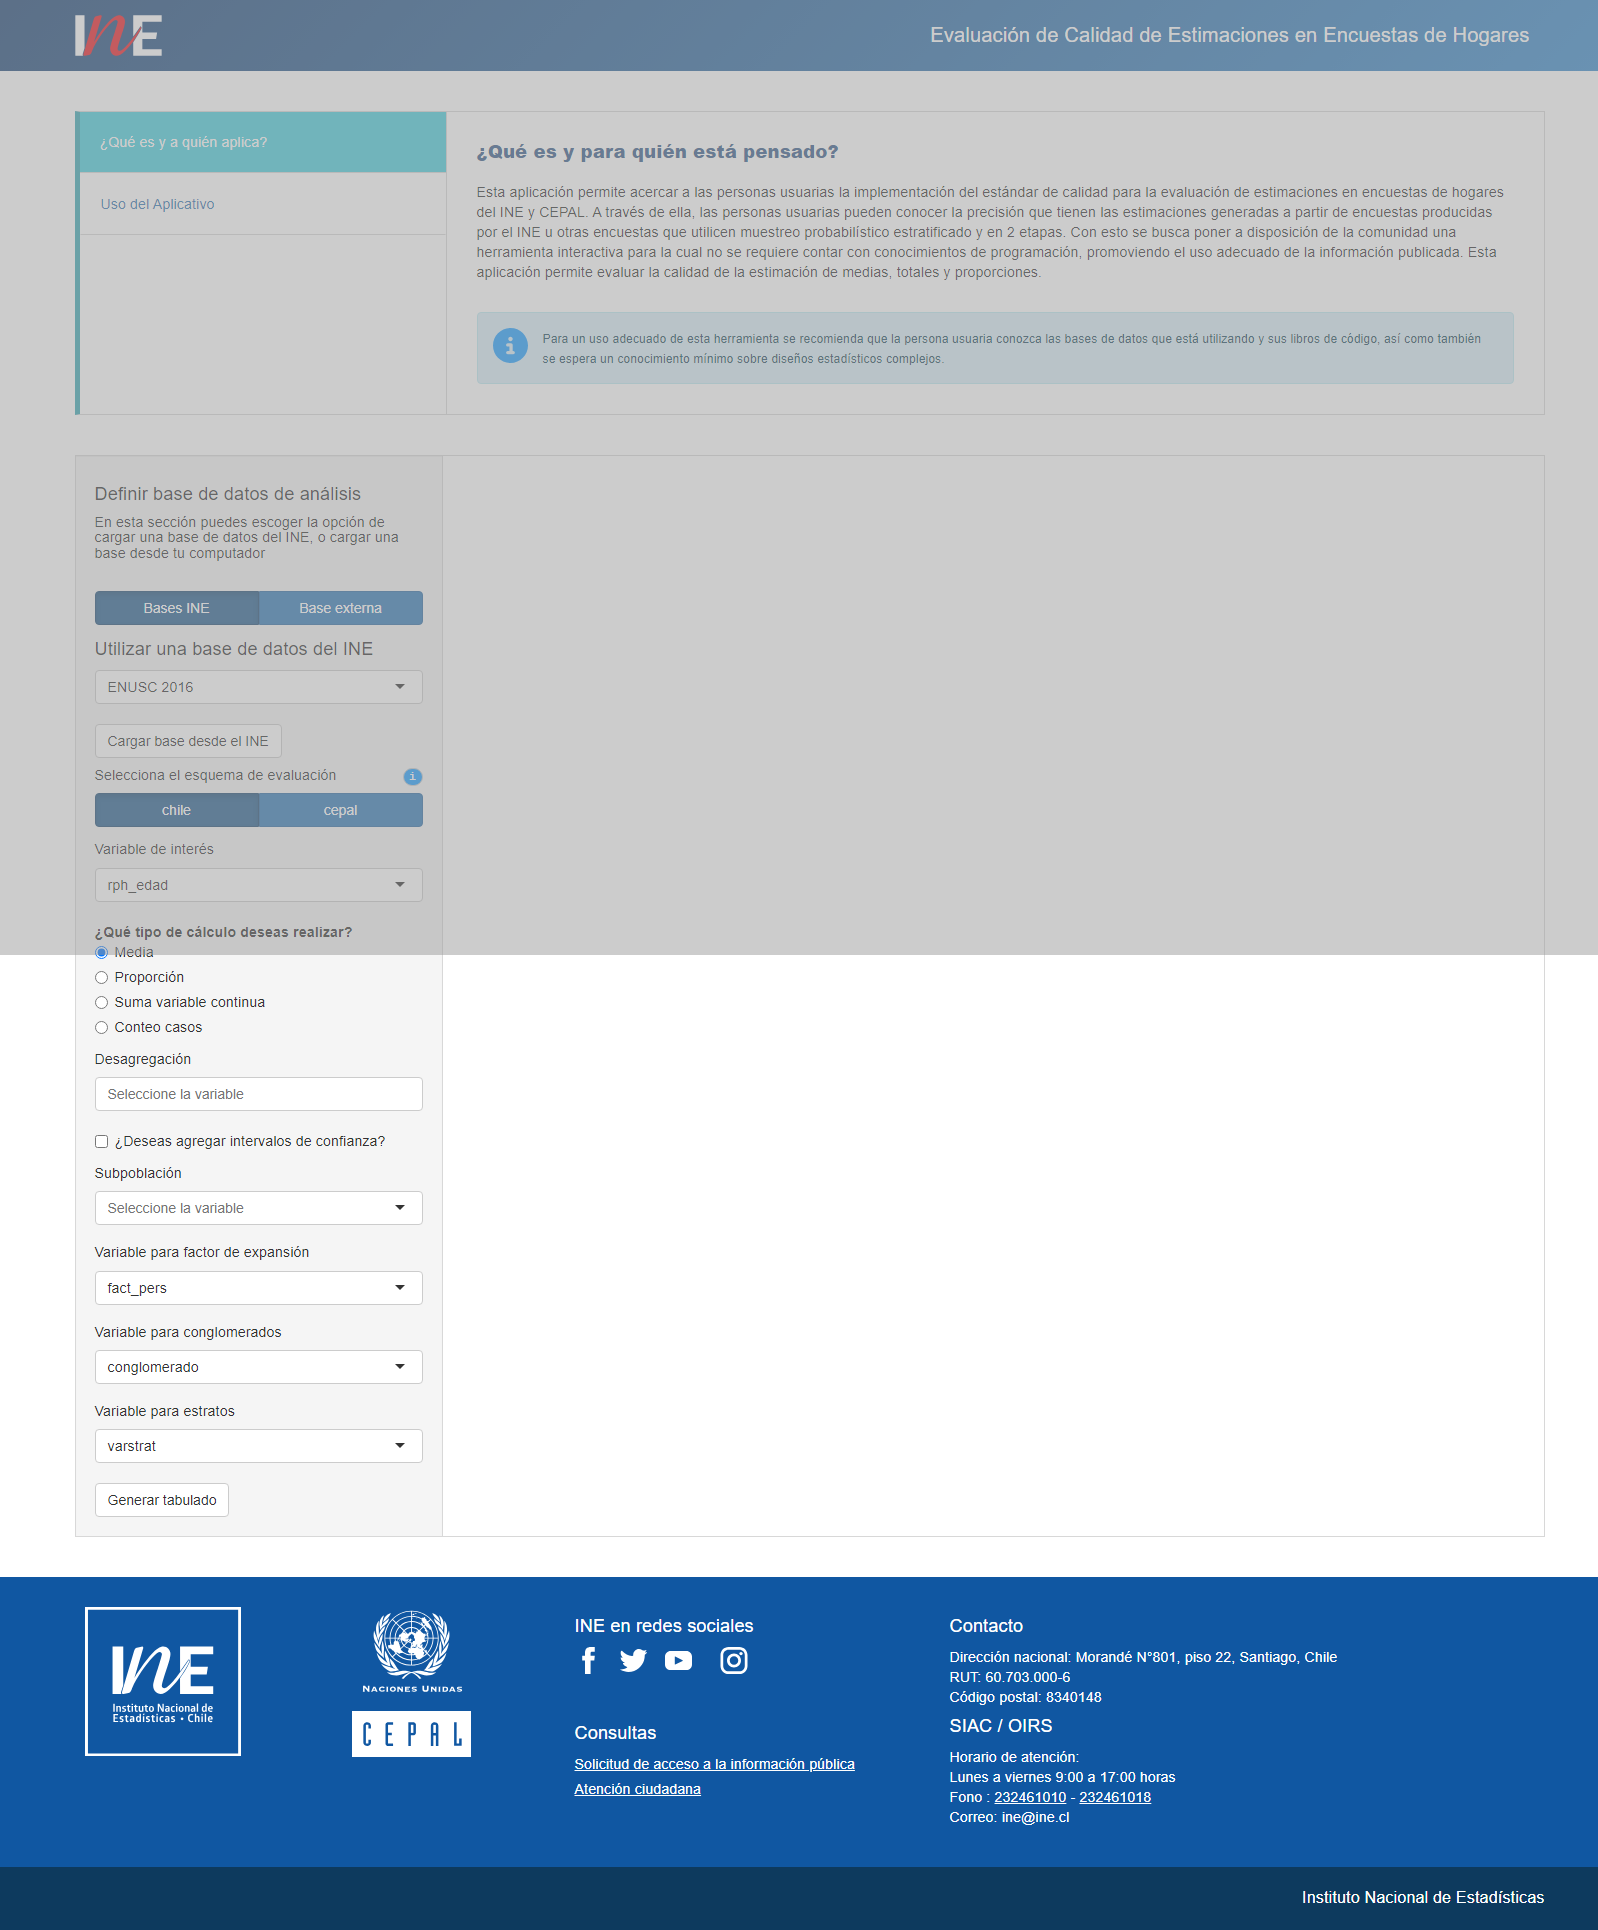 INE
Evaluación de Calidad de Estimaciones en Encuestas de Hogares
¿Qué es y a quién aplica?
Uso del Aplicativo
¿Qué es y para quién está pensado?
Esta aplicación permite acercar a las personas usuarias la implementación del estándar de calidad para la evaluación de estimaciones en encuestas de hogares
del INE y CEPAL. A través de ella, las personas usuarias pueden conocer la precisión que tienen las estimaciones generadas a partir de encuestas producidas
por el INE u otras encuestas que utilicen muestreo probabilístico estratificado y en 2 etapas. Con esto se busca poner a disposición de la comunidad una
herramienta interactiva para la cual no se requiere contar con conocimientos de programación, promoviendo el uso adecuado de la información publicada. Esta
aplicación permite evaluar la calidad de la estimación de medias, totales y proporciones.
Para un uso adecuado de esta herramienta se recomienda que la persona usuaria conozca las bases de datos que está utilizando y sus libros de código, así como también
se espera un conocimiento mínimo sobre diseños estadísticos complejos.
Definir base de datos de análisis
En esta sección puedes escoger la opción de
cargar una base de datos del INE, o cargar una
base desde tu computador
Bases INE
Base externa
Utilizar una base de datos del INE
ENUSC 2016
Cargar base desde el INE
Selecciona el esquema de evaluación
chile
cepal
Variable de interés
rph_edad
¿Qué tipo de cálculo deseas realizar?
Media
Proporción
Suma variable continua
Conteo casos
Desagregación
Seleccione la variable
¿Deseas agregar intervalos de confianza?
Subpoblación
Seleccione la variable
Variable para factor de expansión
fact_pers
Variable para conglomerados
conglomerado
Variable para estratos
varstrat
Generar tabulado
INE
Instituto Nacional de
Estadísticas • Chile
NACIONES UNIDAS
CEPAL
INE en redes sociales
Consultas
Solicitud de acceso a la información pública
Atención ciudadana
Contacto
Dirección nacional: Morandé N°801, piso 22, Santiago, Chile
RUT: 60.703.000-6
Código postal: 8340148
SIAC / OIRS
Horario de atención:
Lunes a viernes 9:00 a 17:00 horas
Fono : 232461010 - 232461018
Correo: ine@ine.cl
Instituto Nacional de Estadísticas